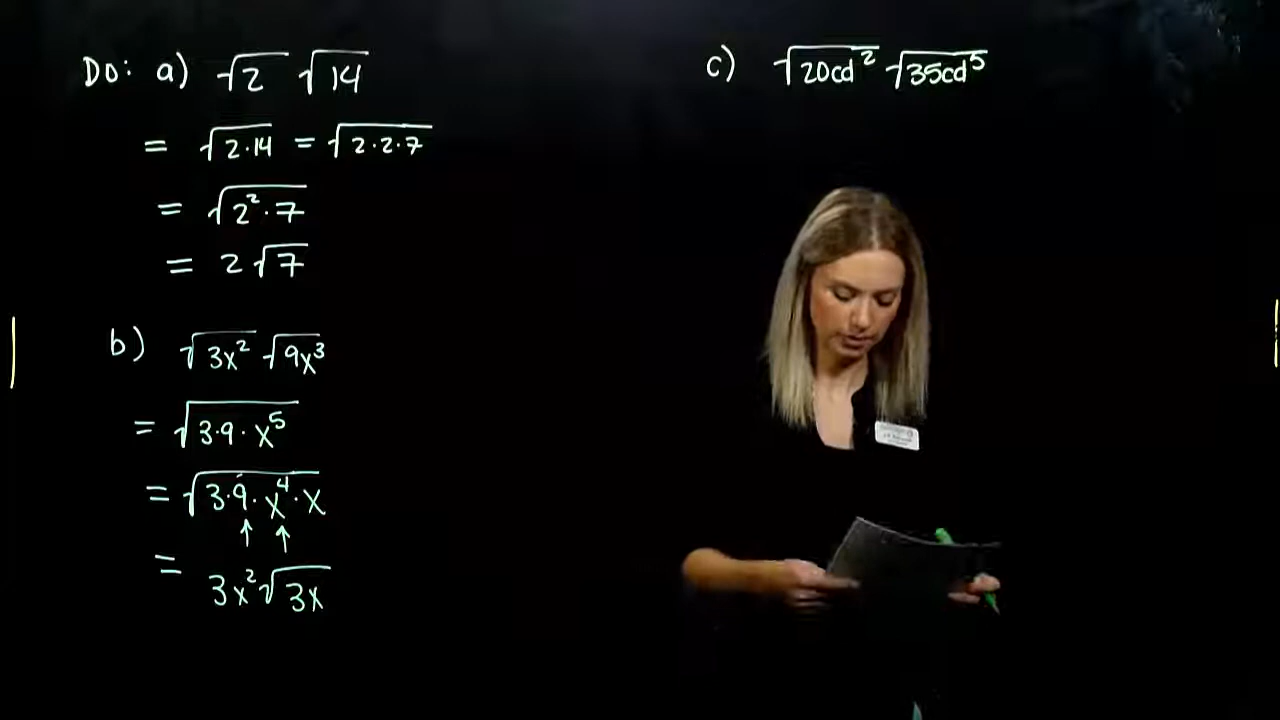 Do: a) √2 √14
= √2·14 = √2·2·7
= √2²·7
= 2√7
b) √3x² √9x³
= √3·9·x⁵
= √3·9·x⁴·x
↑ ↑
= 3x²√3x
c) √20cd² √35cd⁵